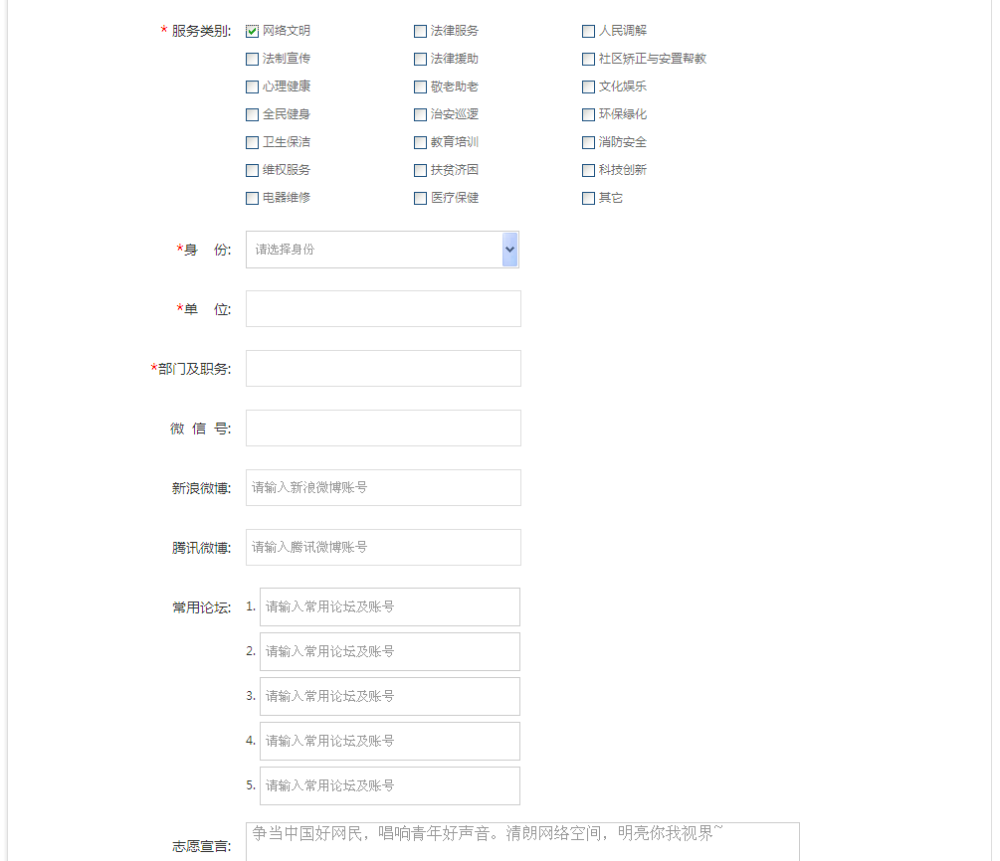 * 服务类别: 网络文明 法律服务 人民调解
法制宣传 法律援助 社区矫正与安置帮教
心理健康 敬老助老 文化娱乐
全民健身 治安巡逻 环保绿化
卫生保洁 教育培训 消防安全
维权服务 扶贫济困 科技创新
电器维修 医疗保健 其它
*身 份: 请选择身份
*单 位:
*部门及职务:
微 信 号:
新浪微博: 请输入新浪微博账号
腾讯微博: 请输入腾讯微博账号
常用论坛: 1. 请输入常用论坛及账号
2. 请输入常用论坛及账号
3. 请输入常用论坛及账号
4. 请输入常用论坛及账号
5. 请输入常用论坛及账号
志愿宣言: 争当中国好网民，唱响青年好声音。清朗网络空间，明亮你我视界~